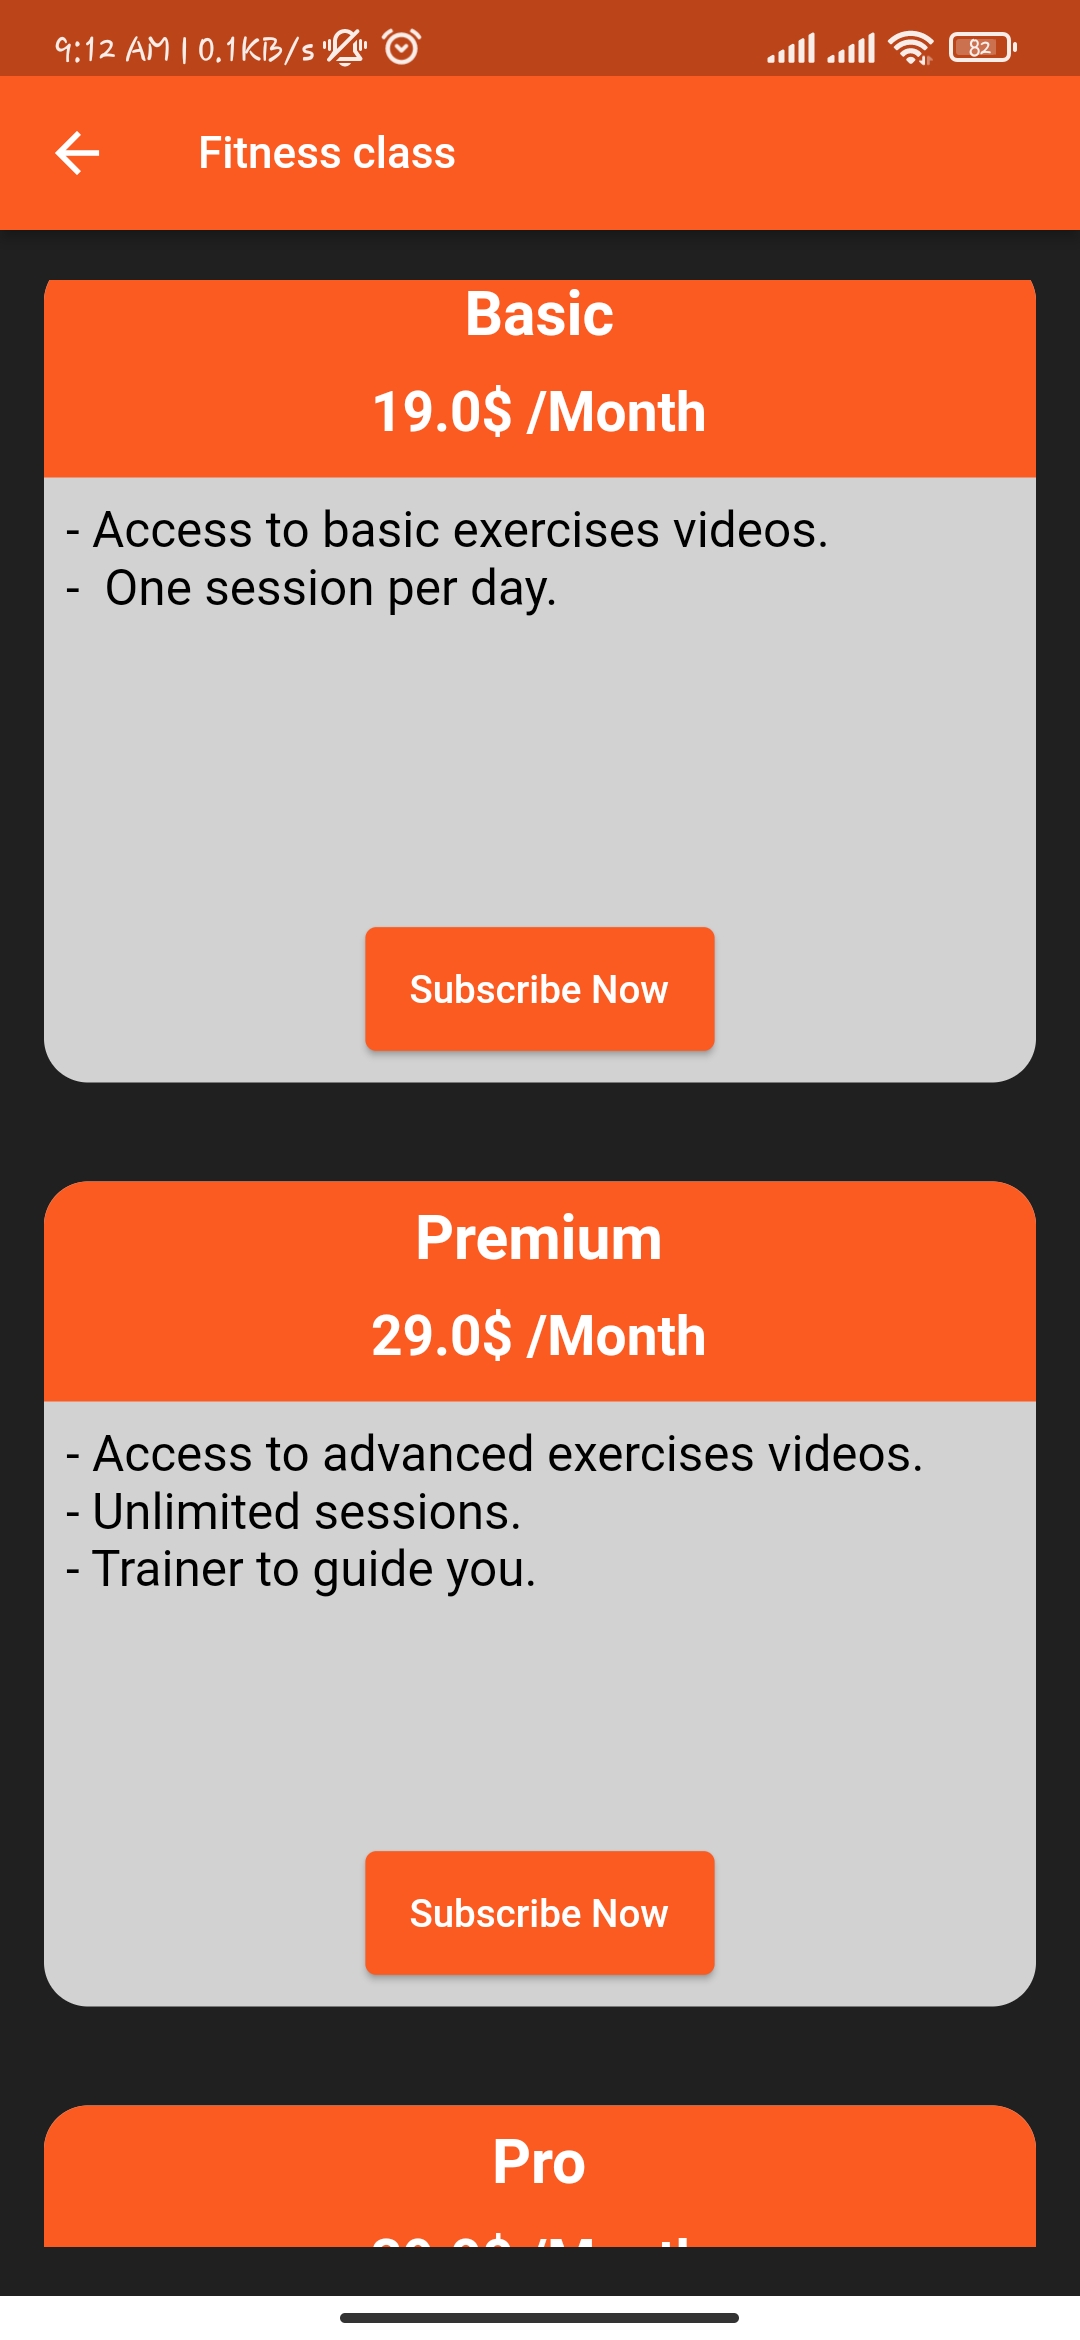 9:12 AM | 0.1KB/s
82
Fitness class
Basic
19.0$ /Month
- Access to basic exercises videos.
-  One session per day.
Subscribe Now
Premium
29.0$ /Month
- Access to advanced exercises videos.
- Unlimited sessions.
- Trainer to guide you.
Subscribe Now
Pro